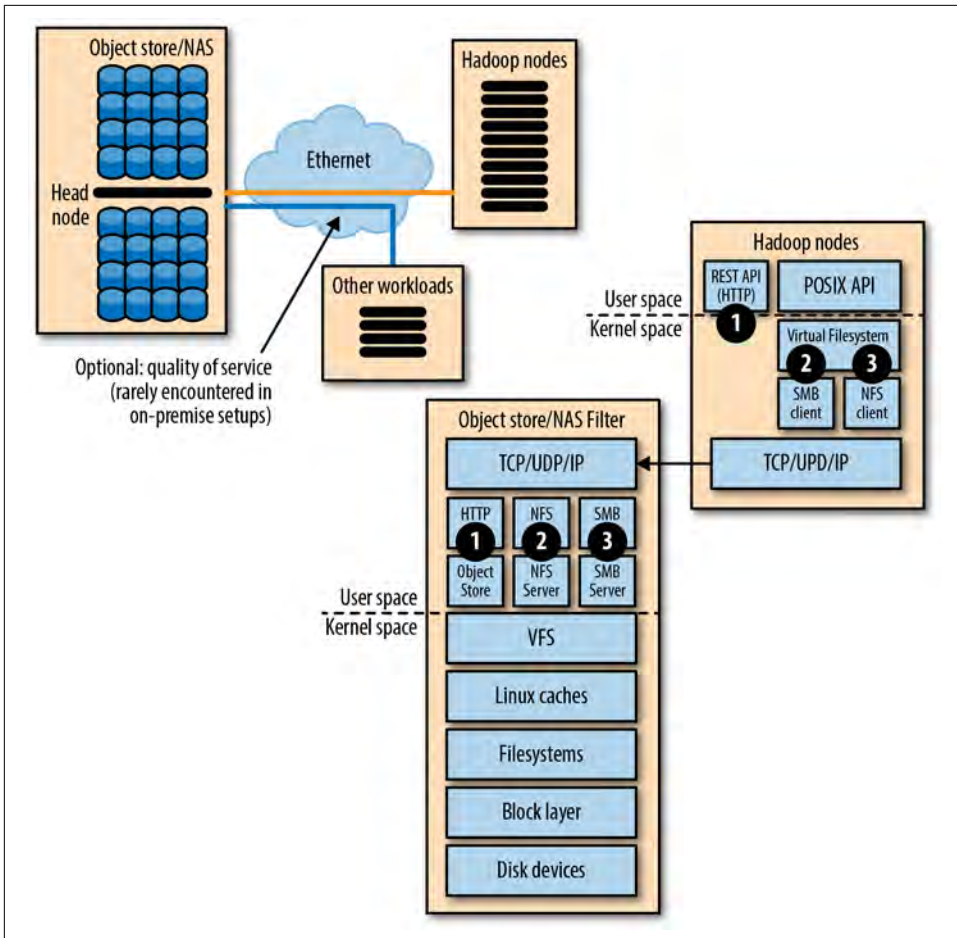 Object store/NAS
Head
node
Ethernet
Hadoop nodes
Other workloads
Optional: quality of service
(rarely encountered in
on-premise setups)
Hadoop nodes
REST API
(HTTP)
POSIX API
User space
Kernel space
1
Virtual Filesystem
2
3
SMB
client
NFS
client
TCP/UPD/IP
Object store/NAS Filter
TCP/UDP/IP
HTTP
NFS
SMB
1
2
3
Object
Store
NFS
Server
SMB
Server
User space
Kernel space
VFS
Linux caches
Filesystems
Block layer
Disk devices